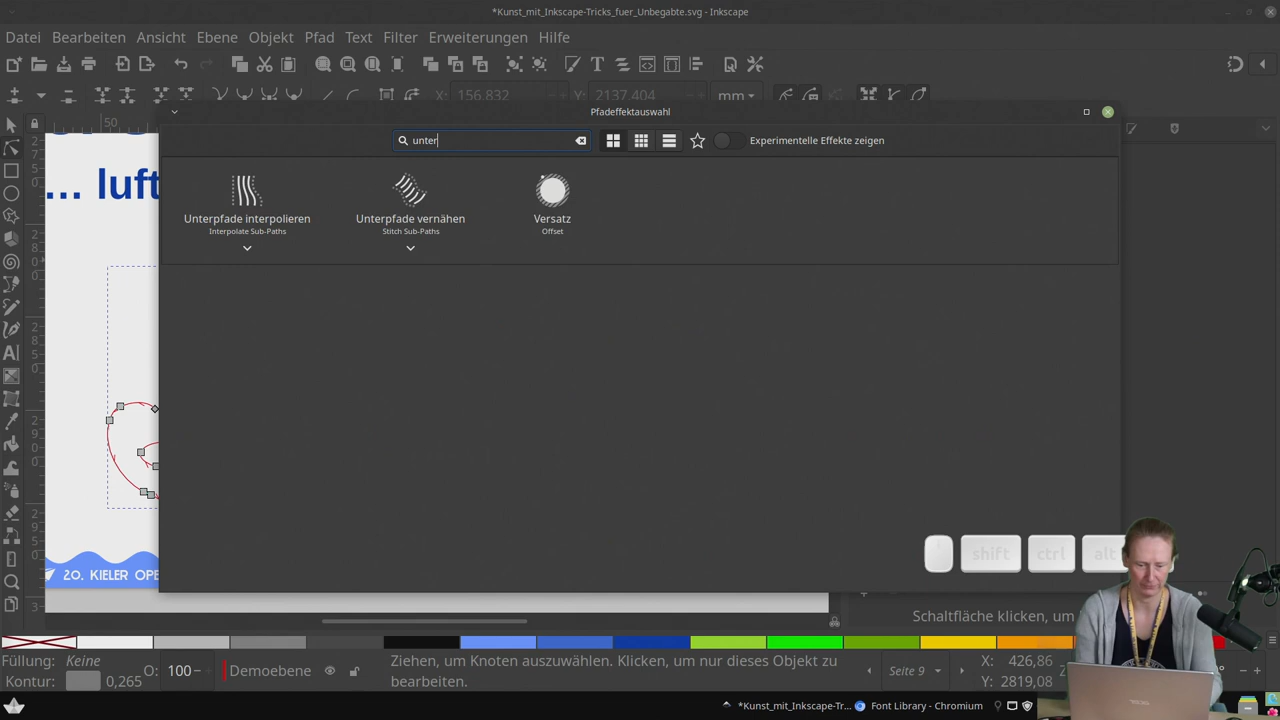 *Kunst_mit_Inkscape-Tricks_fuer_Unbegabte.svg - Inkscape
Datei Bearbeiten Ansicht Ebene Objekt Pfad Text Filter Erweiterungen Hilfe
X: 156.832 Y: 2137.404 mm
Pfadeffektauswahl
50
unter
Experimentelle Effekte zeigen
... luft
Unterpfade interpolieren
Interpolate Sub-Paths
Unterpfade vernähen
Stitch Sub-Paths
Versatz
Offset
shift ctrl alt
20. KIELER OPE
Schaltfläche klicken, um
Füllung: Keine
Kontur: 0,265
O: 100
Demoebene
Ziehen, um Knoten auszuwählen. Klicken, um nur dieses Objekt zu
bearbeiten.
Seite 9
X: 426,86
Y: 2819,08
*Kunst_mit_Inkscape-Tr...
Font Library - Chromium